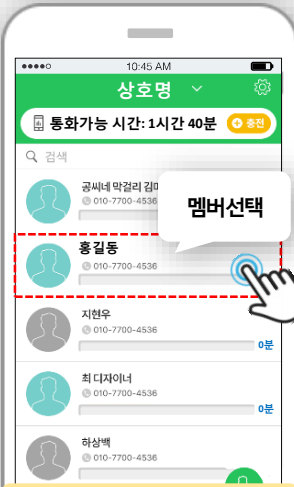 10:45 AM
상호명
통화가능 시간: 1시간 40분
충전
검색
공씨네 막걸리
010-7700-4536
멤버선택
홍길동
010-7700-4536
지현우
010-7700-4536
0분
최 디자이너
010-7700-4536
0분
하상백
010-7700-4536